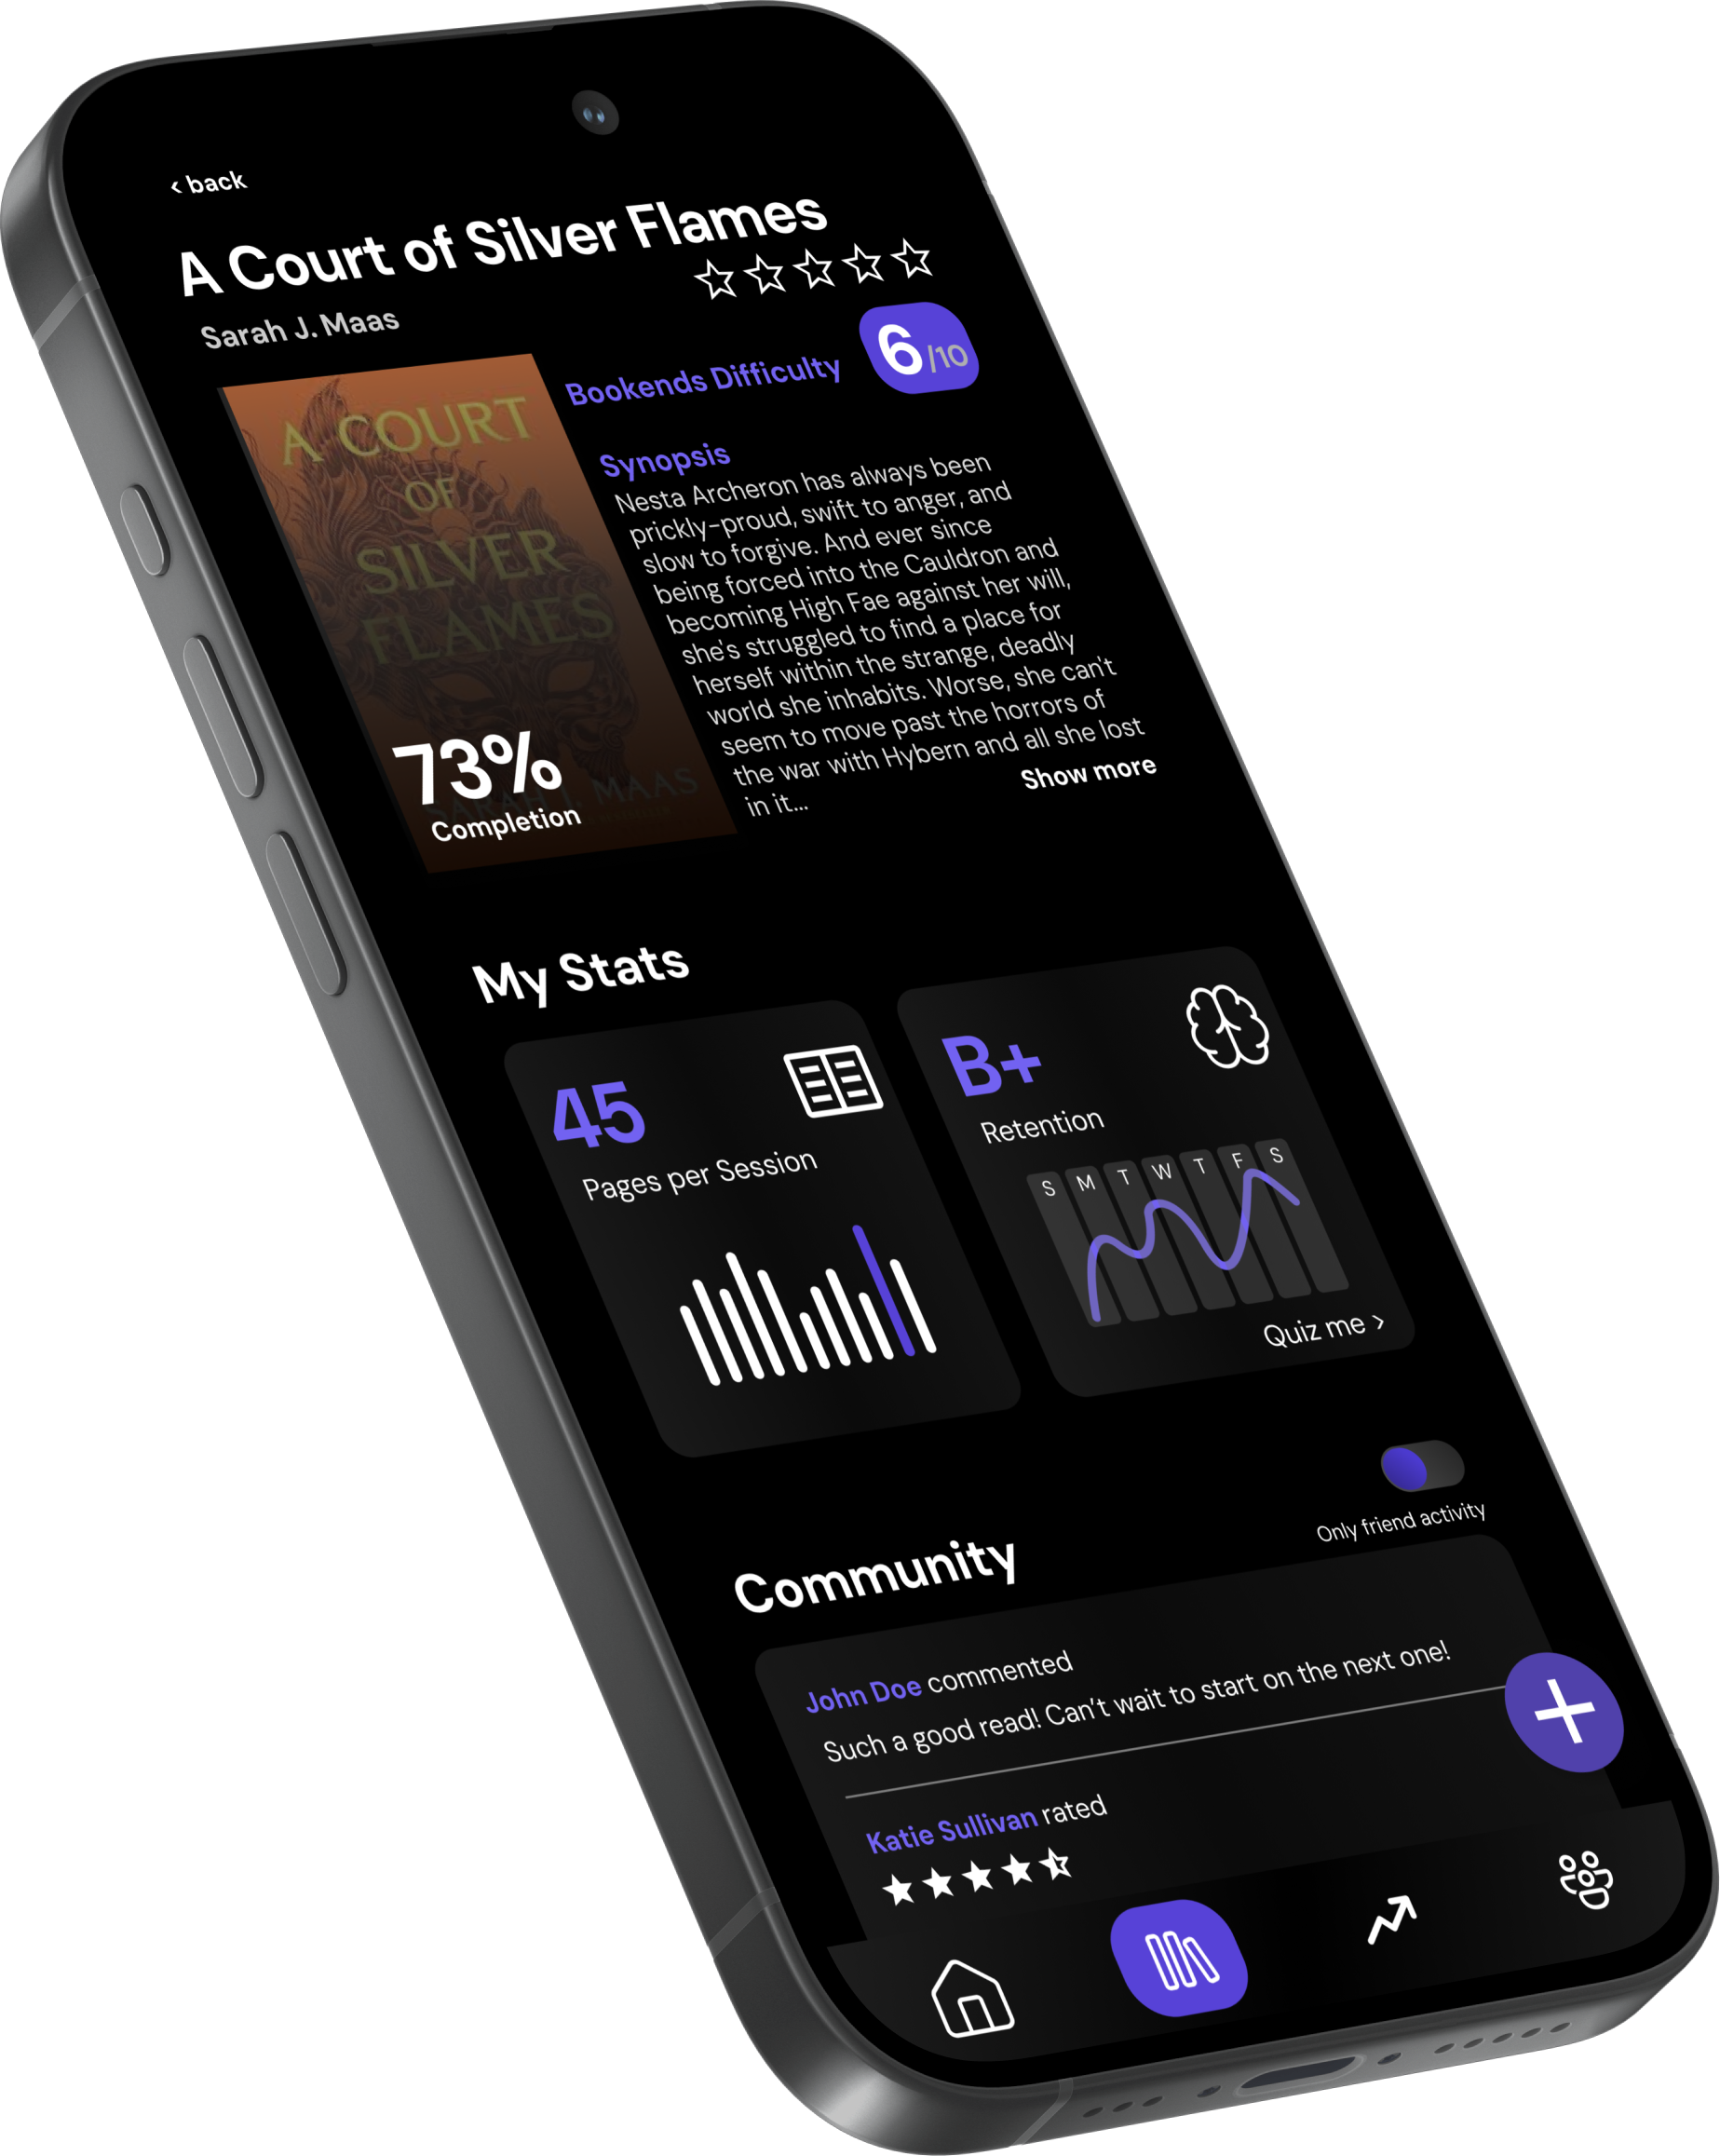 ‹ back
A Court of Silver Flames
Sarah J. Maas
Bookends Difficulty
6/10
A COURT
OF
SILVER
FLAMES
SARAH J. MAAS
73%
Completion
Synopsis
Nesta Archeron has always been
prickly-proud, swift to anger, and
slow to forgive. And ever since
being forced into the Cauldron and
becoming High Fae against her will,
she's struggled to find a place for
herself within the strange, deadly
world she inhabits. Worse, she can't
seem to move past the horrors of
the war with Hybern and all she lost
in it...
Show more
My Stats
45
Pages per Session
B+
Retention
S M T W T F S
Quiz me ›
Only friend activity
Community
John Doe commented
Such a good read! Can't wait to start on the next one!
Katie Sullivan rated